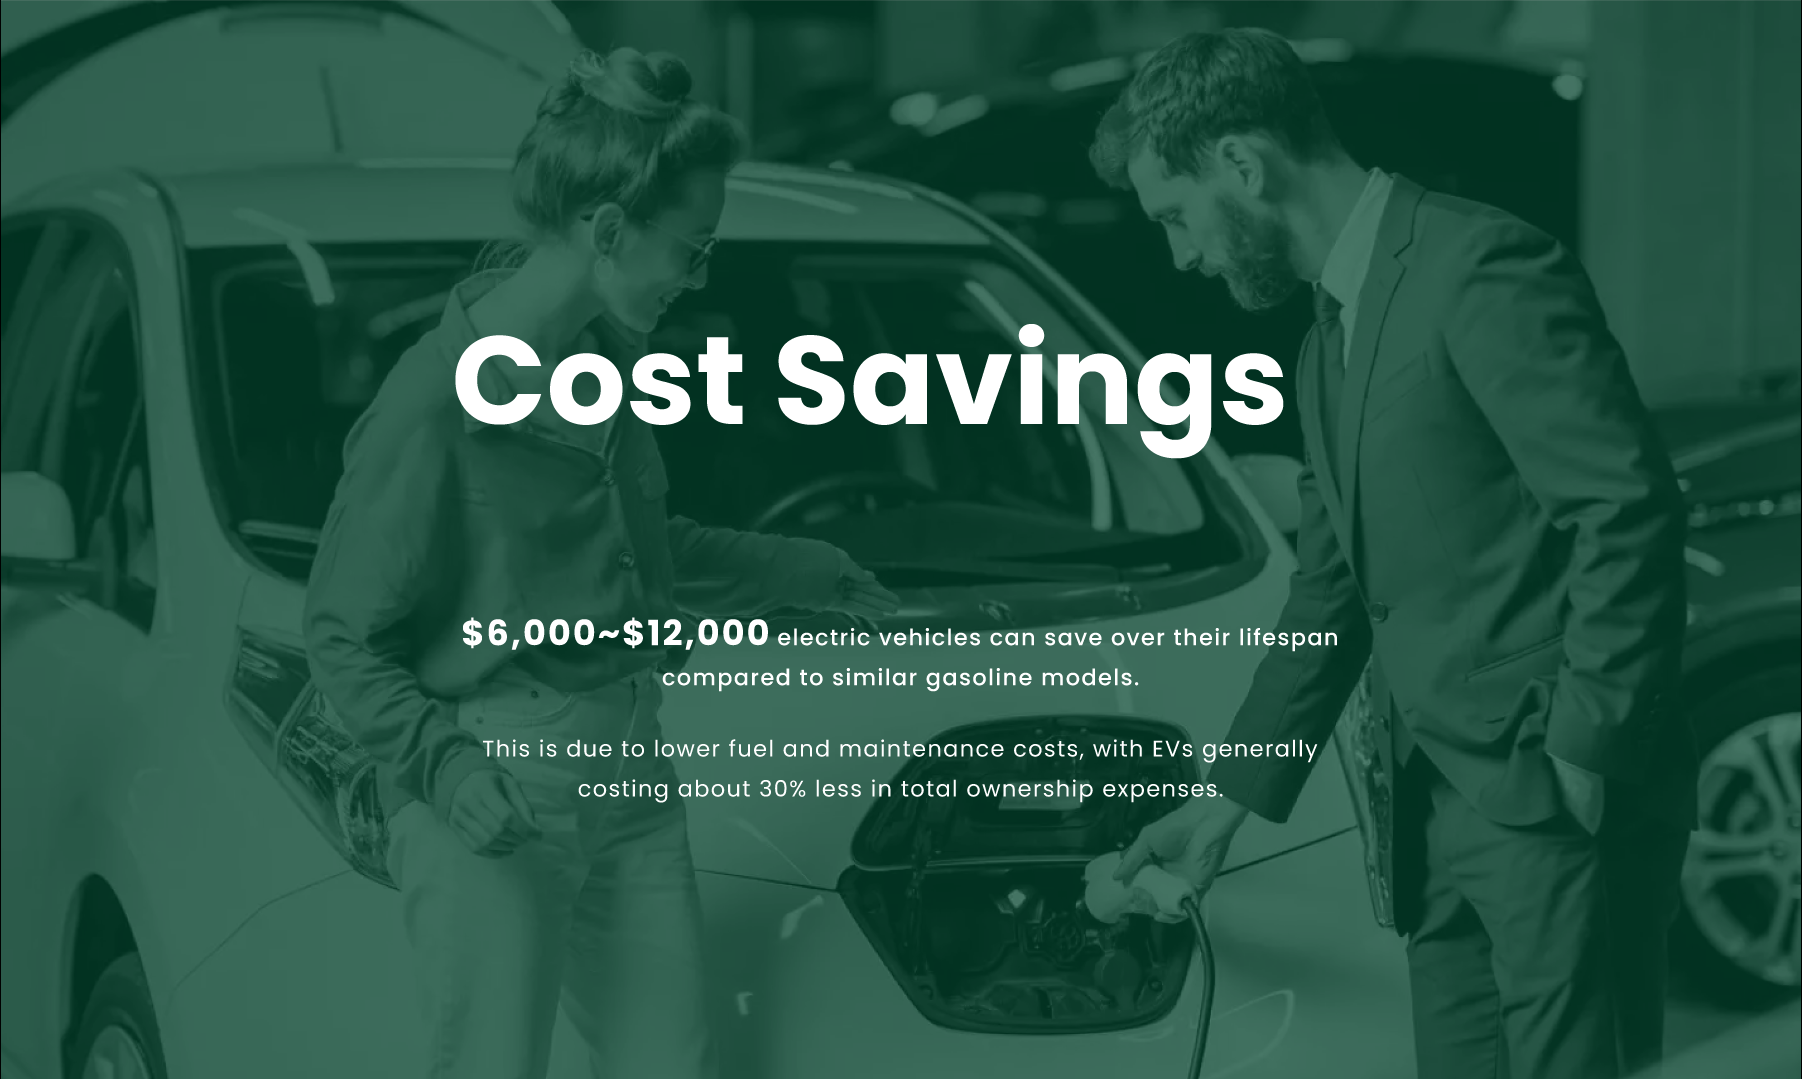 Cost Savings
$6,000~$12,000 electric vehicles can save over their lifespan
compared to similar gasoline models.
This is due to lower fuel and maintenance costs, with EVs generally
costing about 30% less in total ownership expenses.